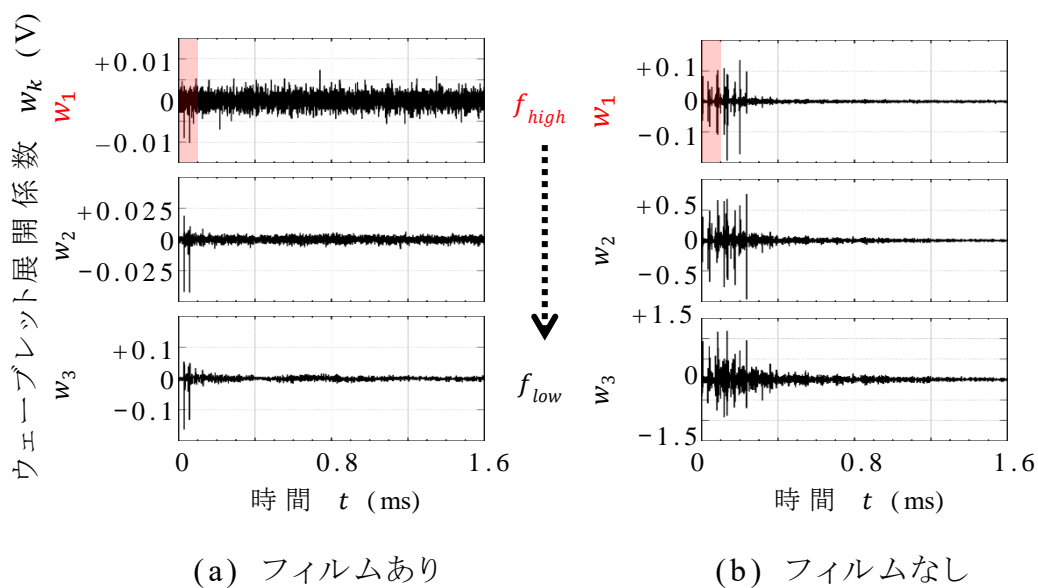 ウェーブレット展開係数 w_k (V)
w_1
+0.01
0
−0.01
w_2
+0.025
0
−0.025
w_3
+0.1
0
−0.1
0 0.8 1.6
時間 t (ms)
(a) フィルムあり
f_high
f_low
w_1
+0.1
0
−0.1
w_2
+0.5
0
−0.5
w_3
+1.5
0
−1.5
0 0.8 1.6
時間 t (ms)
(b) フィルムなし